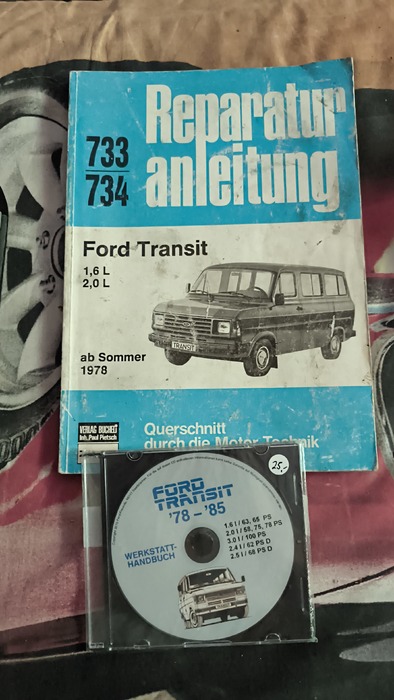 Reparatur
anleitung
733
734
Ford Transit
1,6 L
2,0 L
TRANSIT
ab Sommer
1978
VERLAG BUCHELI
Inh. Paul Pietsch
Querschnitt
durch die Motor-Technik
25,-
FORD
TRANSIT
'78 - '85
1.6 l / 63, 65 PS
2.0 l / 58, 75, 78 PS
3.0 l / 100 PS
2.4 l / 62 PS D
2.5 l / 68 PS D
WERKSTATT-
HANDBUCH
TRANSIT